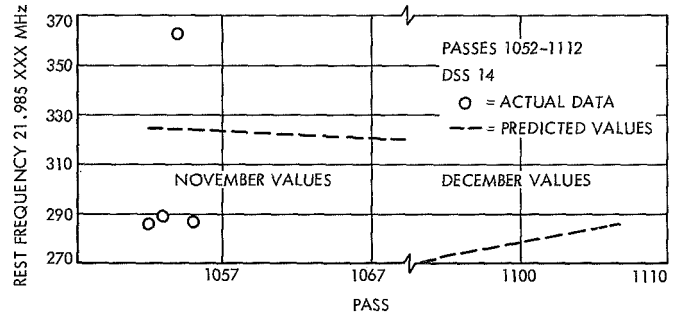 REST FREQUENCY 21.985 XXX MHz
370
350
330
310
290
270
PASSES 1052-1112
DSS 14
O = ACTUAL DATA
--- = PREDICTED VALUES
NOVEMBER VALUES
DECEMBER VALUES
1057
1067
1100
1110
PASS